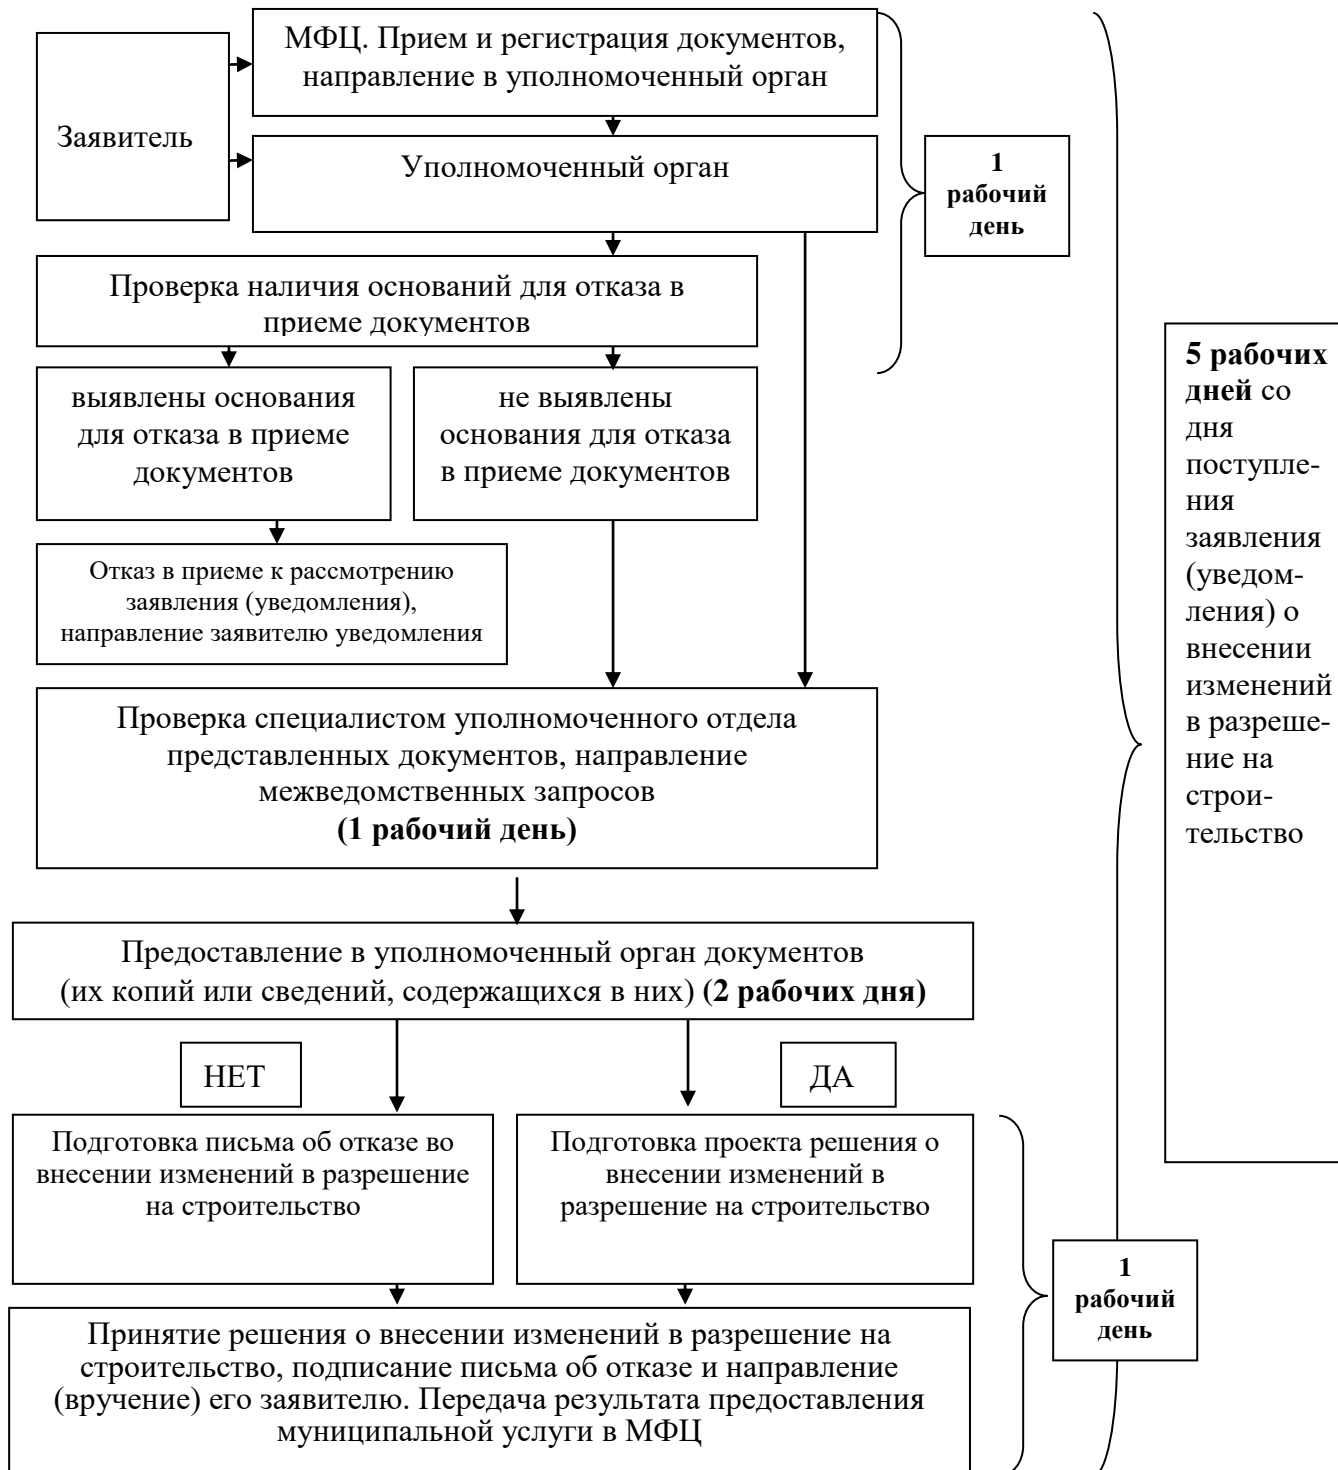 МФЦ. Прием и регистрация документов,
направление в уполномоченный орган
Заявитель
Уполномоченный орган
1
рабочий
день
Проверка наличия оснований для отказа в
приеме документов
выявлены основания
для отказа в приеме
документов
не выявлены
основания для отказа
в приеме документов
Отказ в приеме к рассмотрению
заявления (уведомления),
направление заявителю уведомления
5 рабочих
дней со
дня
поступле-
ния
заявления
(уведом-
ления) о
внесении
изменений
в разреше-
ние на
строи-
тельство
Проверка специалистом уполномоченного отдела
представленных документов, направление
межведомственных запросов
(1 рабочий день)
Предоставление в уполномоченный орган документов
(их копий или сведений, содержащихся в них) (2 рабочих дня)
НЕТ
ДА
Подготовка письма об отказе во
внесении изменений в разрешение
на строительство
Подготовка проекта решения о
внесении изменений в
разрешение на строительство
1
рабочий
день
Принятие решения о внесении изменений в разрешение на
строительство, подписание письма об отказе и направление
(вручение) его заявителю. Передача результата предоставления
муниципальной услуги в МФЦ